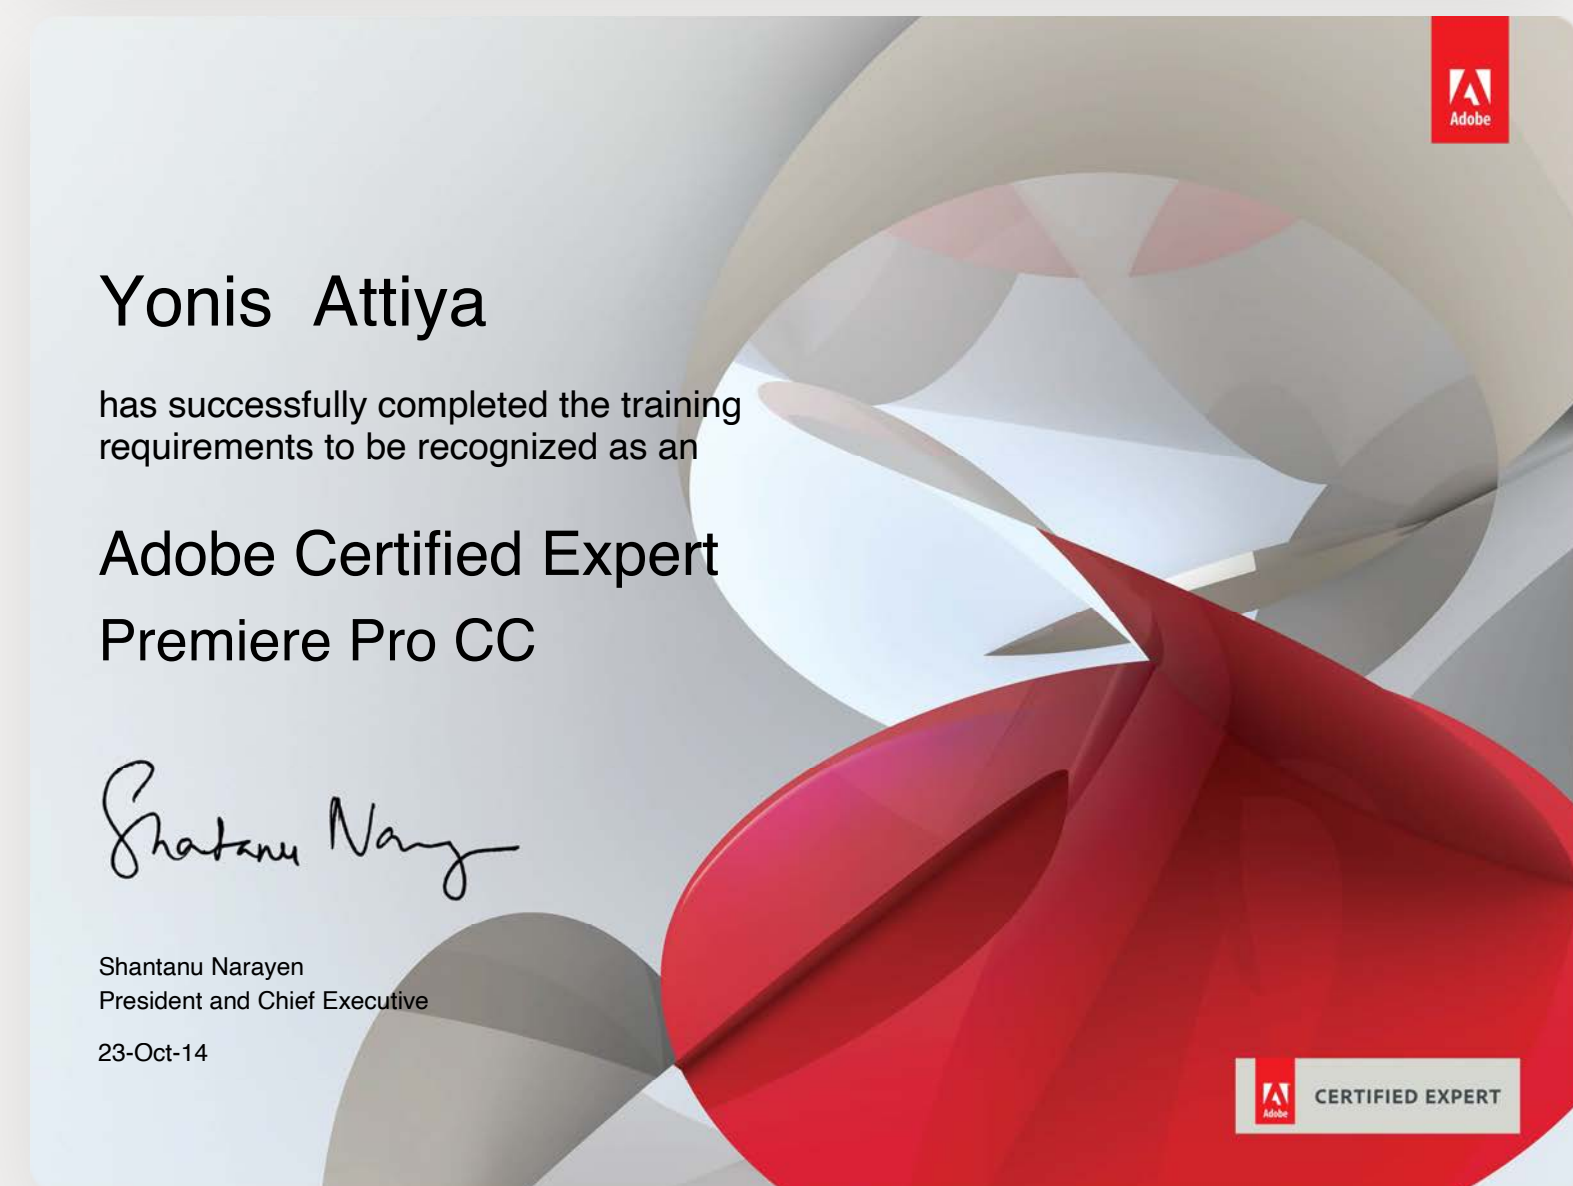 Adobe
Yonis  Attiya
has successfully completed the training
requirements to be recognized as an
Adobe Certified Expert
Premiere Pro CC
Shantanu Narayen
President and Chief Executive
23-Oct-14
Adobe
CERTIFIED EXPERT